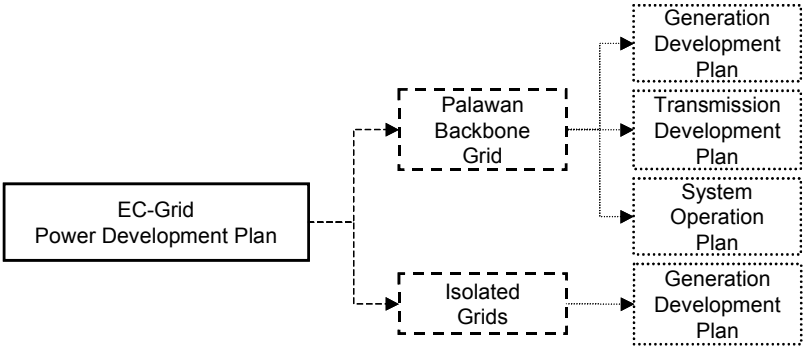 EC-Grid
Power Development Plan
Palawan
Backbone
Grid
Isolated
Grids
Generation
Development
Plan
Transmission
Development
Plan
System
Operation
Plan
Generation
Development
Plan